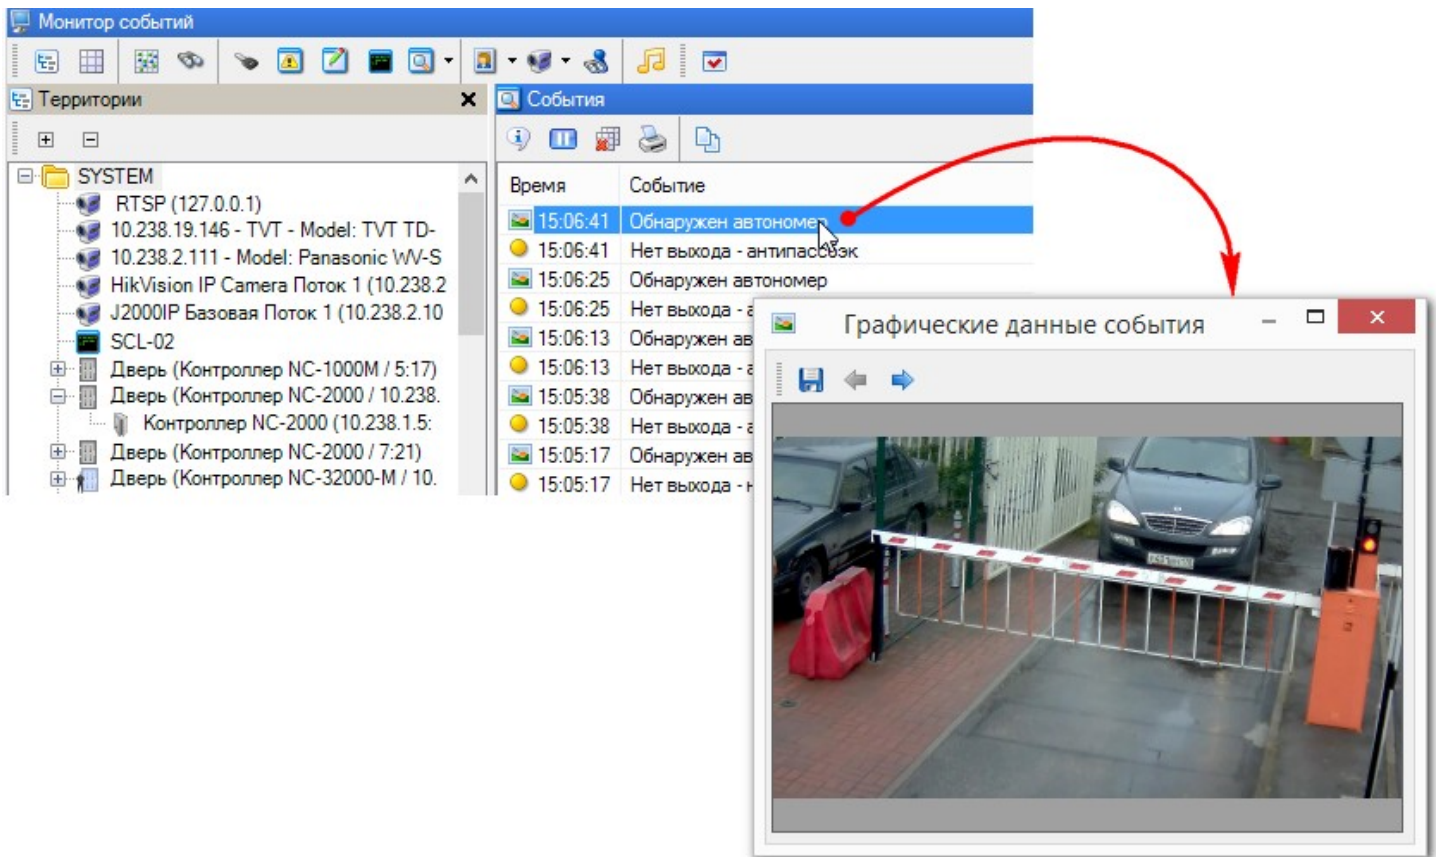 Монитор событий
Территории
SYSTEM
RTSP (127.0.0.1)
10.238.19.146 - TVT - Model: TVT TD-
10.238.2.111 - Model: Panasonic WV-S
HikVision IP Camera Поток 1 (10.238.2
J2000IP Базовая Поток 1 (10.238.2.10
SCL-02
Дверь (Контроллер NC-1000M / 5:17)
Дверь (Контроллер NC-2000 / 10.238.
Контроллер NC-2000 (10.238.1.5:
Дверь (Контроллер NC-2000 / 7:21)
Дверь (Контроллер NC-32000-M / 10.
События
Время Событие
15:06:41 Обнаружен автономер
15:06:41 Нет выхода - антипассбэк
15:06:25 Обнаружен автономер
15:06:25 Нет выхода - а
15:06:13 Обнаружен ав
15:06:13 Нет выхода - а
15:05:38 Обнаружен ав
15:05:38 Нет выхода - а
15:05:17 Обнаружен ав
15:05:17 Нет выхода - н
Графические данные события